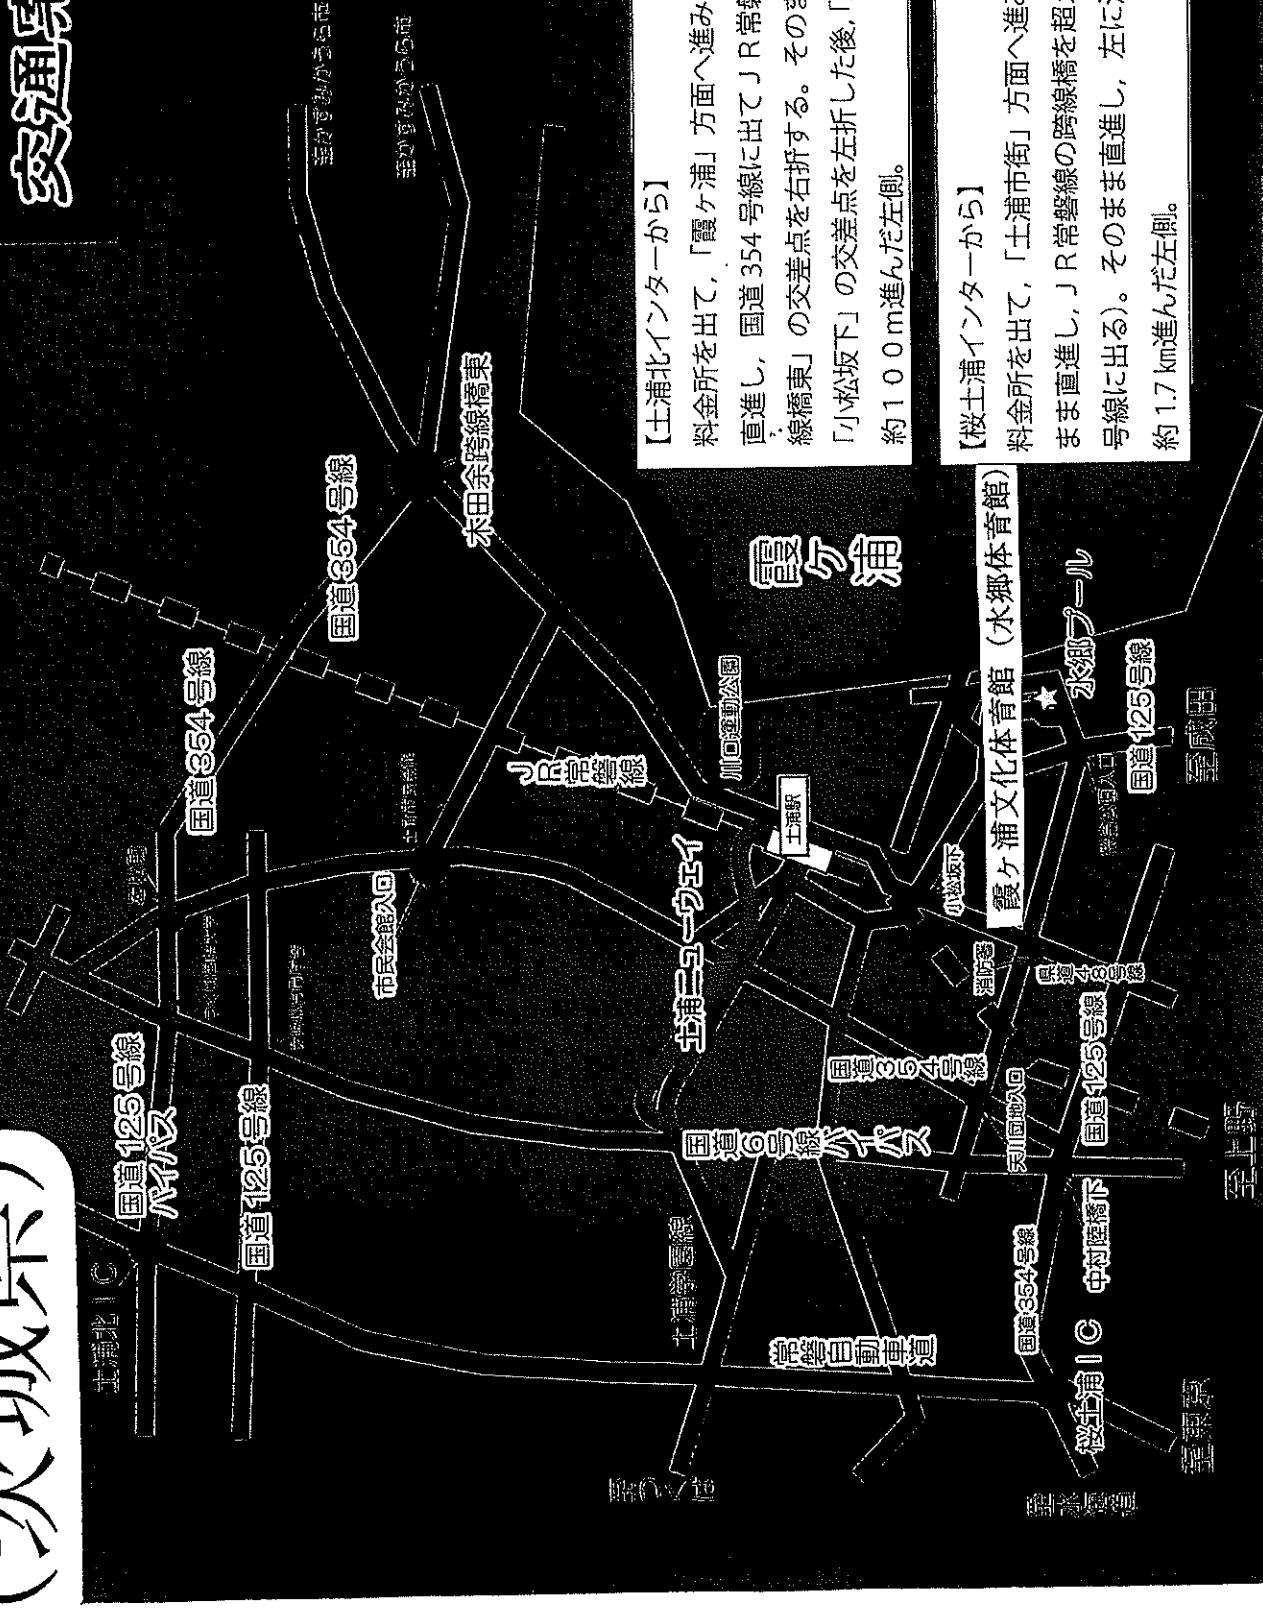 (茨城県)
交通
国道125号線
バイパス
国道125号線
土浦北IC
国道354号線
国道354号線
木田余跨線橋東
市民会館入口
JR常磐線
土浦ニューウェイ
川口運動公園
土浦駅
霞ヶ浦
国道6号線バイパス
国道354号線
土浦学園線
常磐自動車道
小松坂下
消防署
県道48号線
天川団地入口
国道125号線
国道354号線
中村陸橋下
桜土浦IC
霞ヶ浦文化体育館(水郷体育館)
水郷プール
国道125号線
至成田
至上野
至東京
至つくば
【土浦北インターから】
料金所を出て,「霞ヶ浦」方面へ進み
直進し,国道354号線に出てJR常
線橋東」の交差点を右折する。その
「小松坂下」の交差点を左折した後,「
約100m進んだ左側。
【桜土浦インターから】
料金所を出て,「土浦市街」方面へ進
まま直進し,JR常磐線の跨線橋を超
号線に出る)。そのまま直進し,左に
約1.7km進んだ左側。